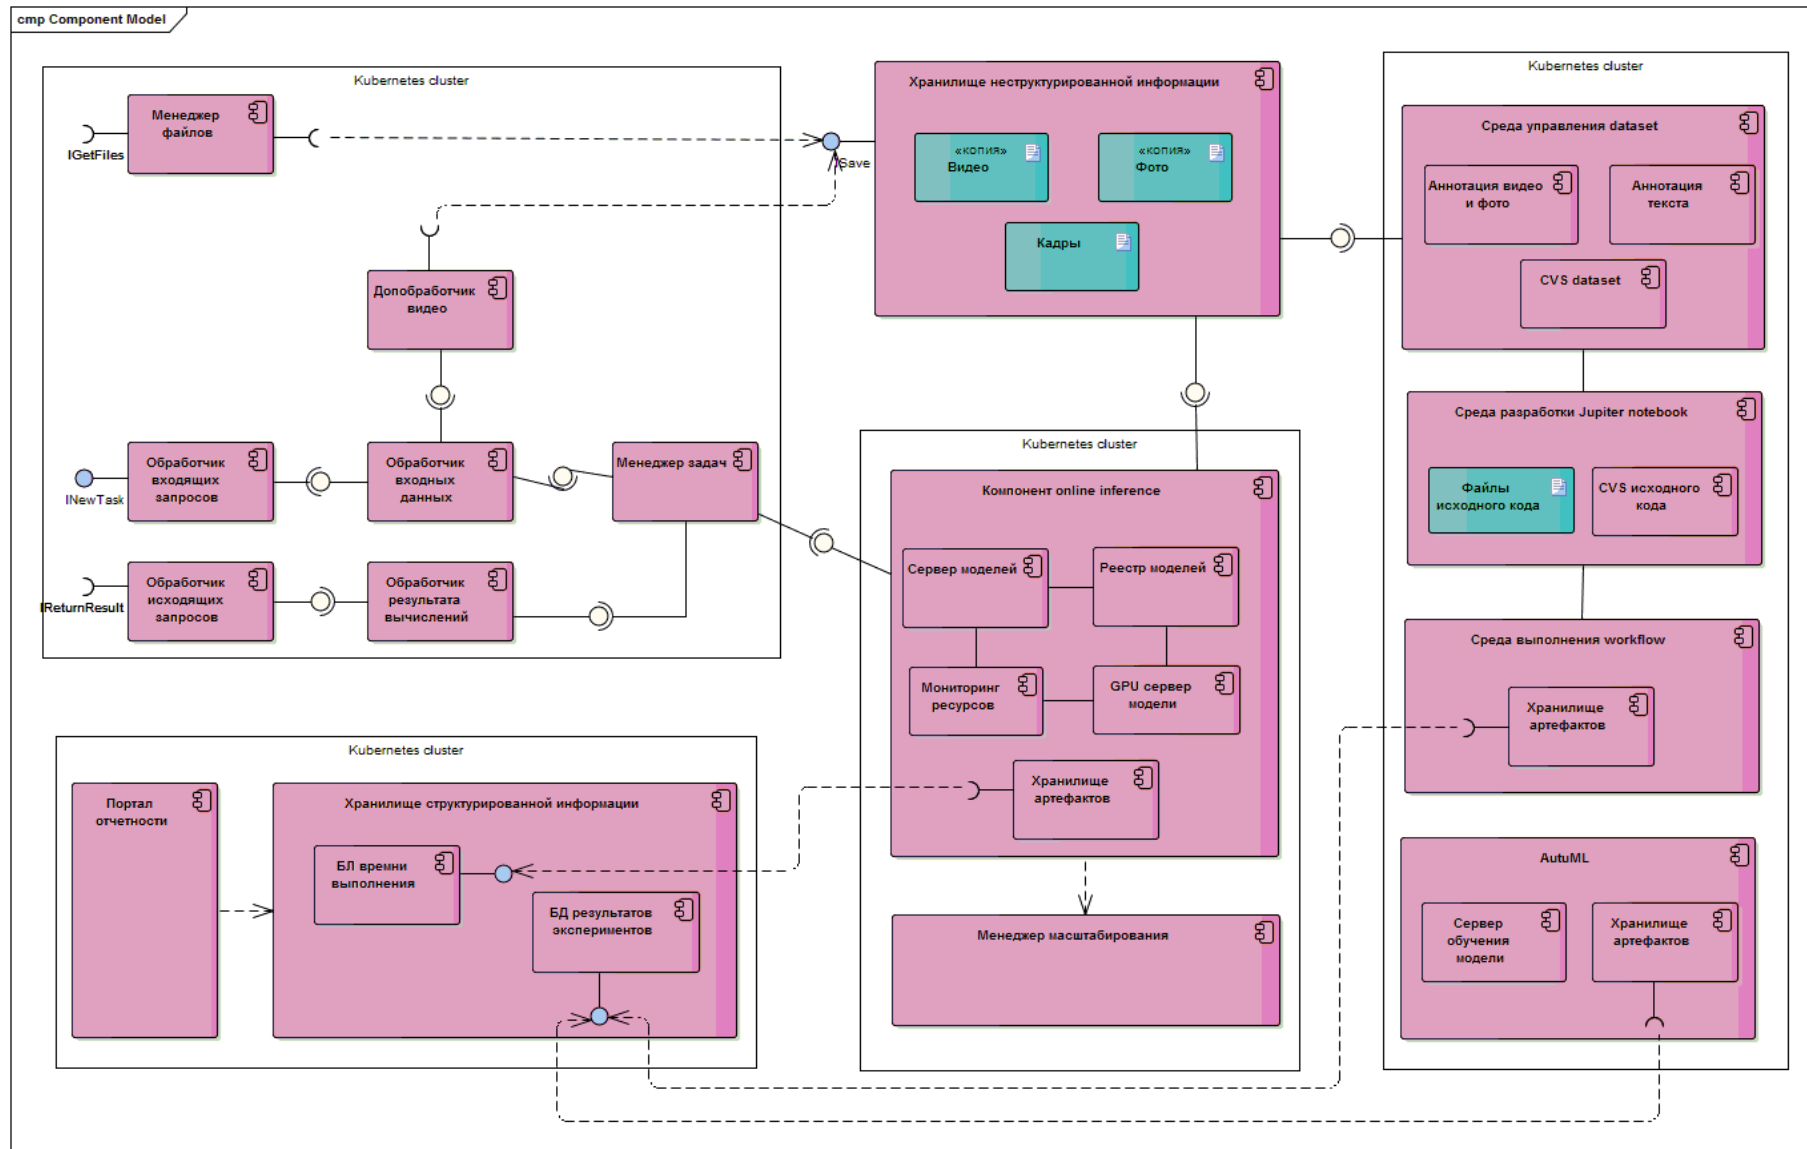 cmp Component Model
Kubernetes cluster
Менеджер
файлов
IGetFiles
Допобработчик
видео
INewTask
Обработчик
входящих
запросов
Обработчик
входных
данных
Менеджер задач
IReturnResult
Обработчик
исходящих
запросов
Обработчик
результата
вычислений
ISave
Хранилище неструктурированной информации
«копия»
Видео
«копия»
Фото
Кадры
Kubernetes cluster
Среда управления dataset
Аннотация видео
и фото
Аннотация
текста
CVS dataset
Среда разработки Jupiter notebook
Файлы
исходного кода
CVS исходного
кода
Среда выполнения workflow
Хранилище
артефактов
AutuML
Сервер
обучения
модели
Хранилище
артефактов
Kubernetes cluster
Компонент online inference
Сервер моделей
Реестр моделей
Мониторинг
ресурсов
GPU сервер
модели
Хранилище
артефактов
Менеджер масштабирования
Kubernetes cluster
Портал
отчетности
Хранилище структурированной информации
БЛ времни
выполнения
БД результатов
экспериментов